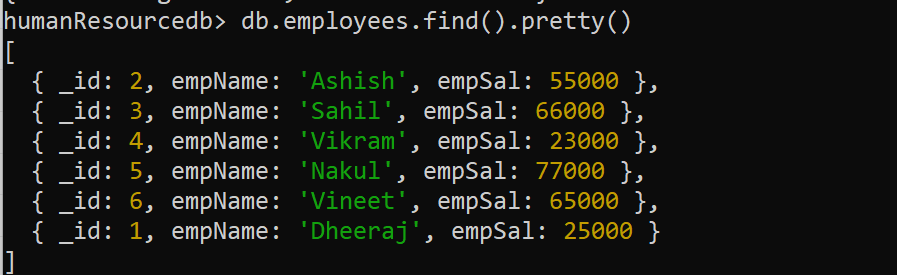 humanResourcedb> db.employees.find().pretty()
[
  { _id: 2, empName: 'Ashish', empSal: 55000 },
  { _id: 3, empName: 'Sahil', empSal: 66000 },
  { _id: 4, empName: 'Vikram', empSal: 23000 },
  { _id: 5, empName: 'Nakul', empSal: 77000 },
  { _id: 6, empName: 'Vineet', empSal: 65000 },
  { _id: 1, empName: 'Dheeraj', empSal: 25000 }
]